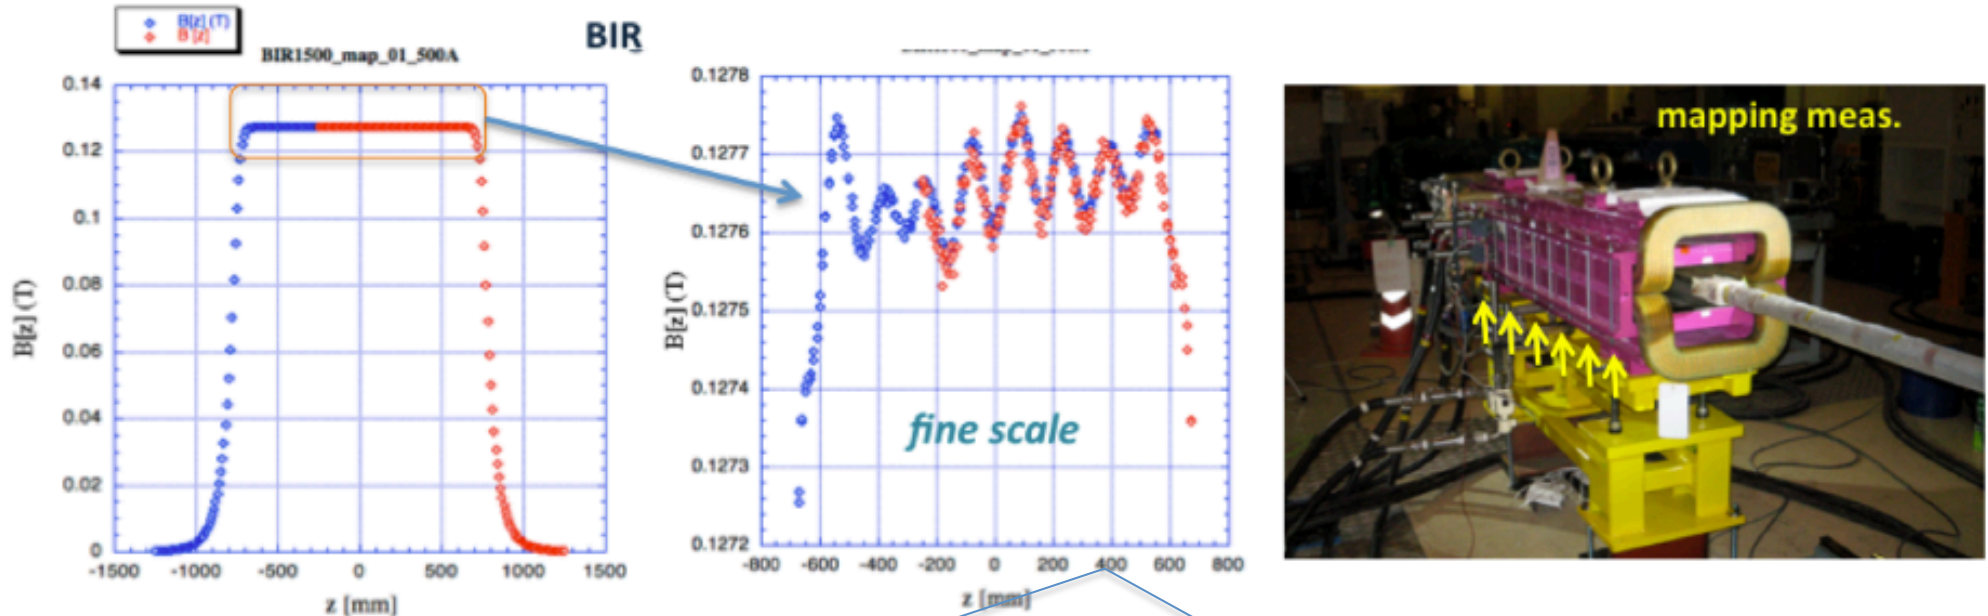 B[z] (T)
B [z]
BIR1500_map_01_500A
BIR
0.14
0.12
0.1
0.08
0.06
0.04
0.02
0
-1500 -1000 -500 0 500 1000 1500
z [mm]
B[z] (T)
0.1278
0.1277
0.1276
0.1275
0.1274
0.1273
0.1272
-800 -600 -400 -200 0 200 400 600 800
z [mm]
B[z] (T)
fine scale
mapping meas.